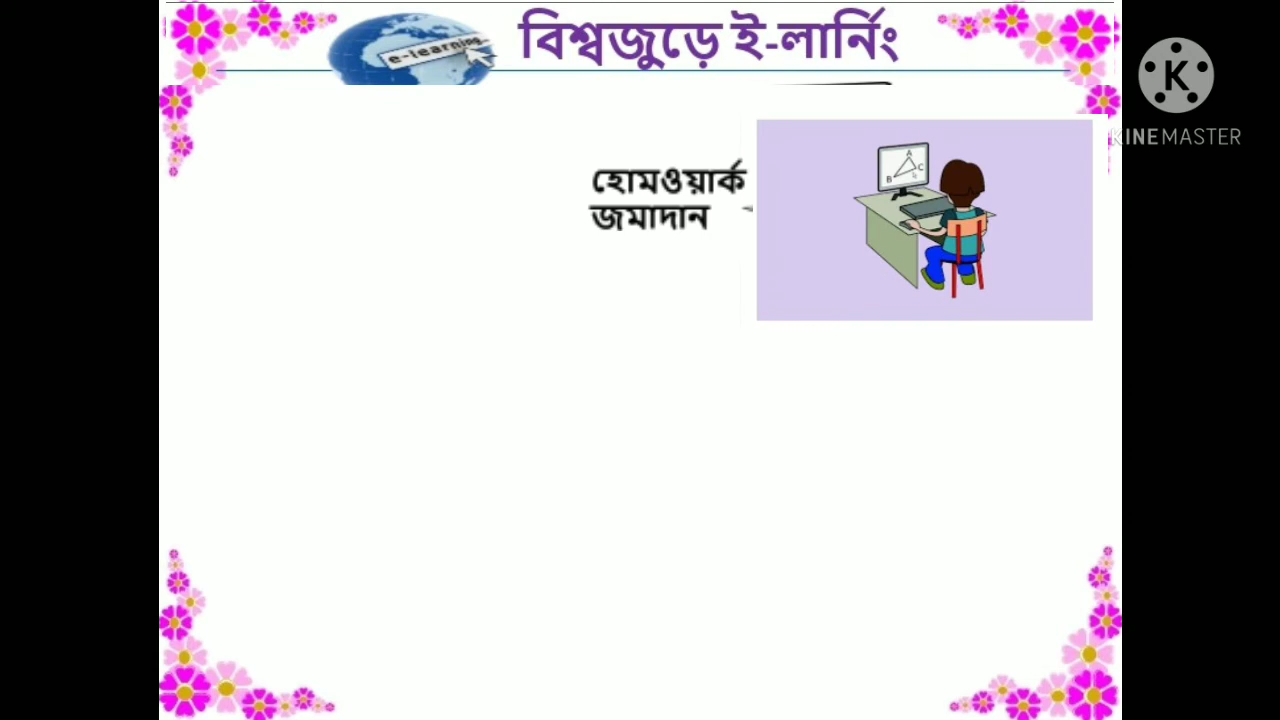 e-learning
বিশ্বজুড়ে ই-লার্নিং
KINEMASTER
K
হোমওয়ার্ক
জমাদান
A
B
C